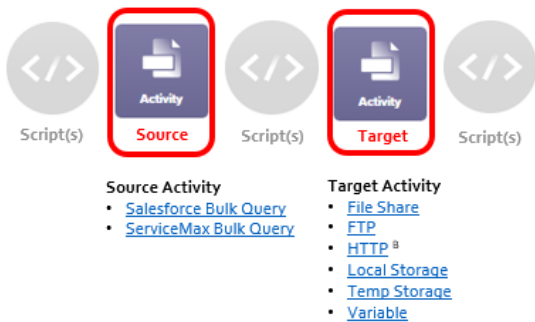 </> Activity </> Activity </>
Script(s) Source Script(s) Target Script(s)
Source Activity
• Salesforce Bulk Query
• ServiceMax Bulk Query
Target Activity
• File Share
• FTP
• HTTP ᴮ
• Local Storage
• Temp Storage
• Variable